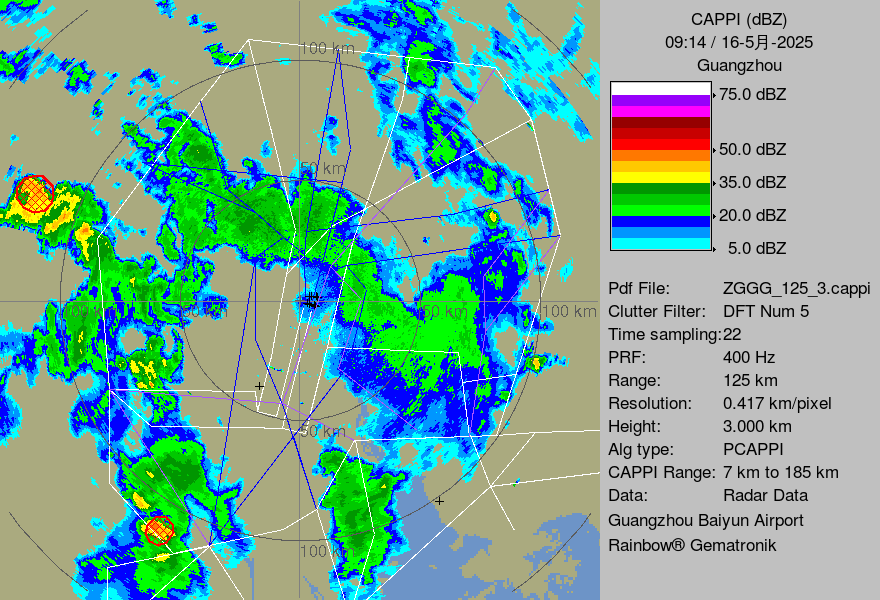 CAPPI (dBZ)
09:14 / 16-5月-2025
Guangzhou
75.0 dBZ
50.0 dBZ
35.0 dBZ
20.0 dBZ
5.0 dBZ
Pdf File: ZGGG_125_3.cappi
Clutter Filter: DFT Num 5
Time sampling:22
PRF: 400 Hz
Range: 125 km
Resolution: 0.417 km/pixel
Height: 3.000 km
Alg type: PCAPPI
CAPPI Range: 7 km to 185 km
Data: Radar Data
Guangzhou Baiyun Airport
Rainbow® Gematronik
100 km
50 km
50 km
100 km
50 km
100 km